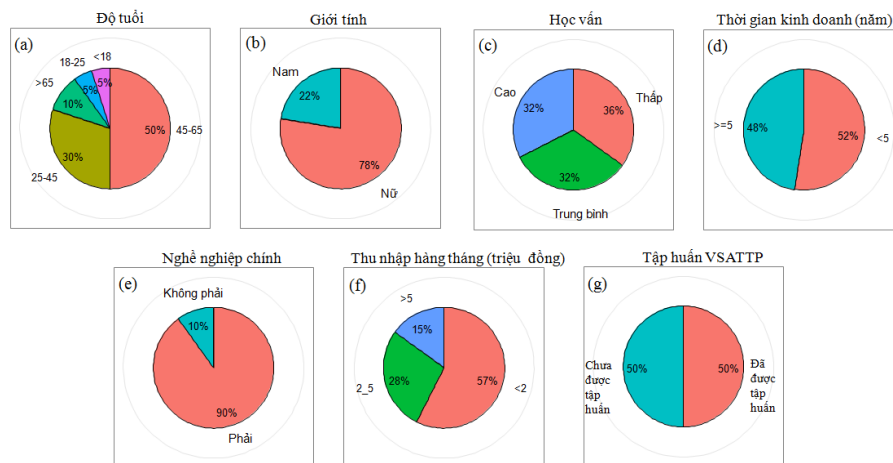 Độ tuổi
(a)
<18
18-25
>65
5%
5%
10%
50%
45-65
30%
25-45
Giới tính
(b)
Nam
22%
78%
Nữ
Học vấn
(c)
Cao
32%
36%
Thấp
32%
Trung bình
Thời gian kinh doanh (năm)
(d)
>=5
48%
52%
<5
Nghề nghiệp chính
(e)
Không phải
10%
90%
Phải
Thu nhập hàng tháng (triệu đồng)
(f)
>5
15%
28%
2_5
57%
<2
Tập huấn VSATTP
(g)
Chưa
được
tập
huấn
50%
50%
Đã
được
tập
huấn